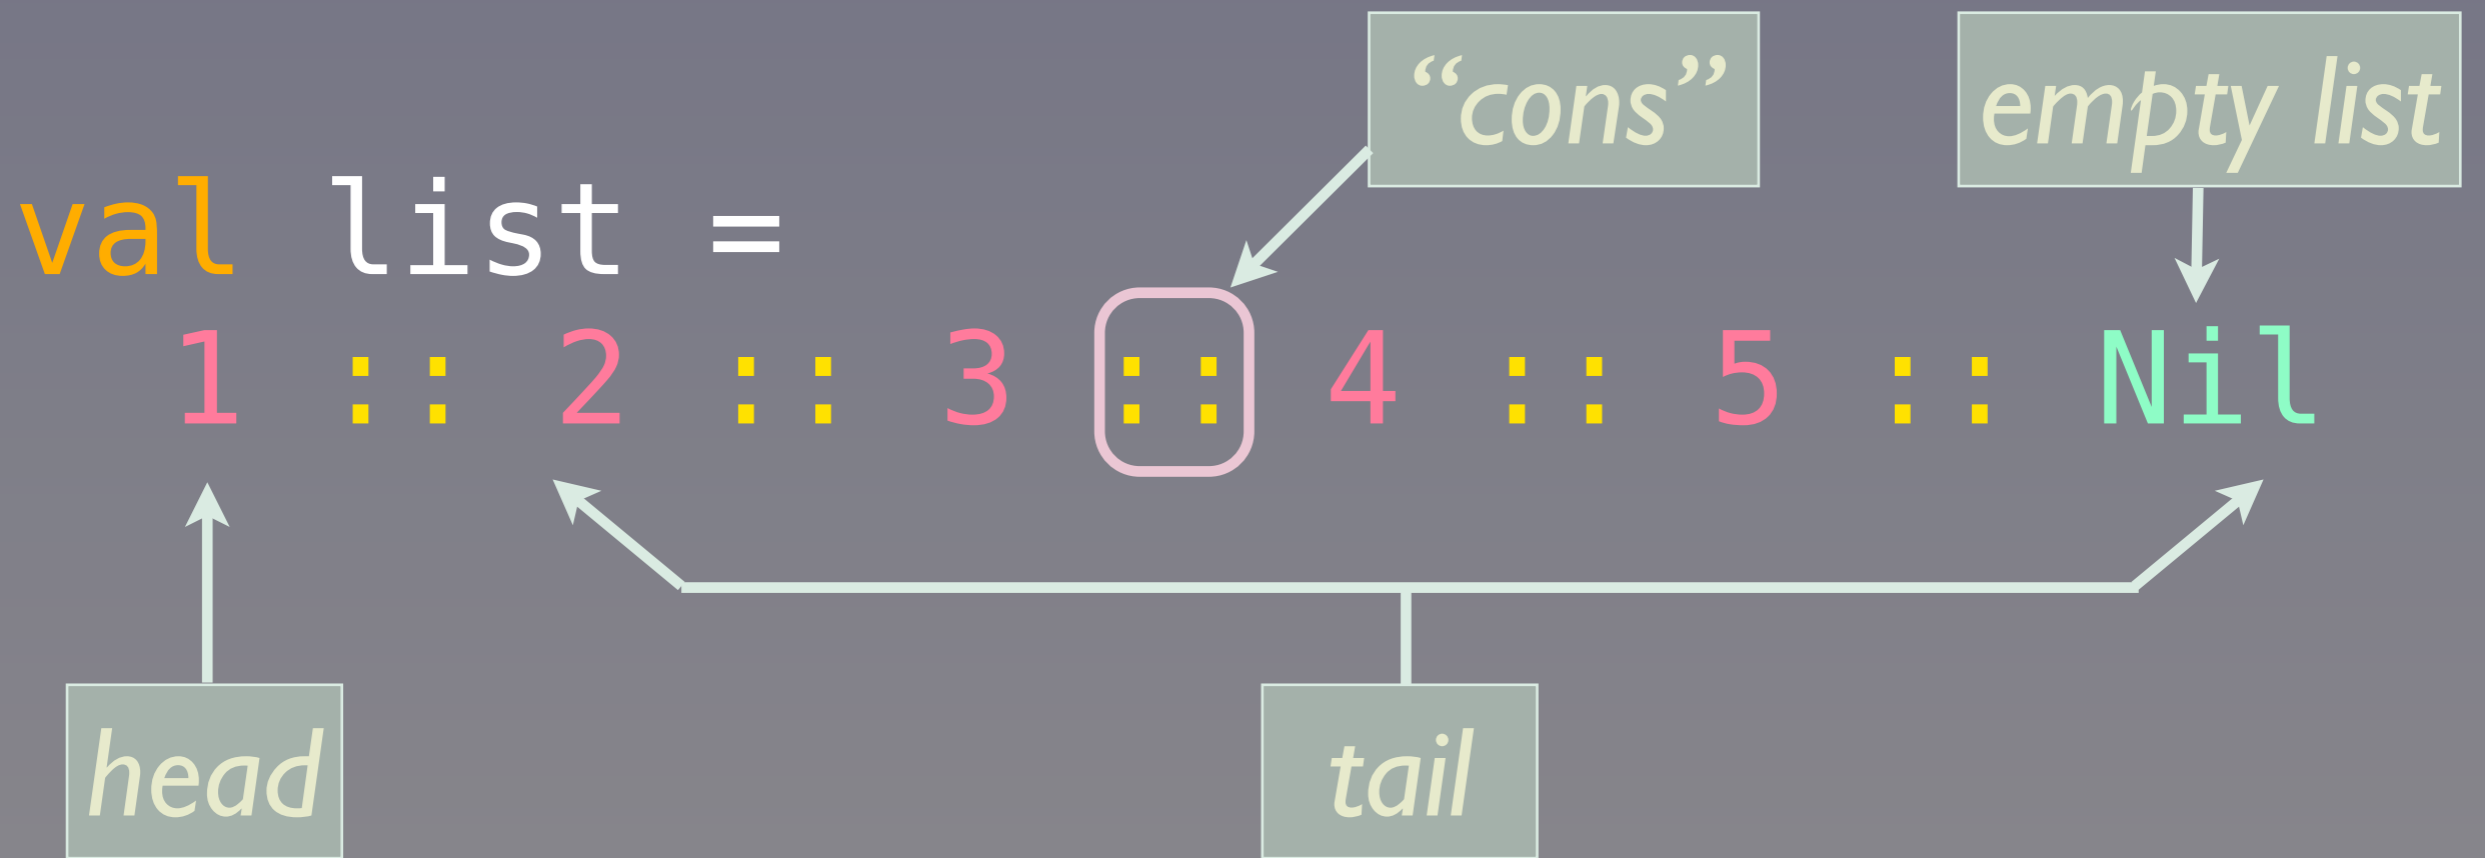 “cons”
empty list
val list =
1 :: 2 :: 3 :: 4 :: 5 :: Nil
head
tail